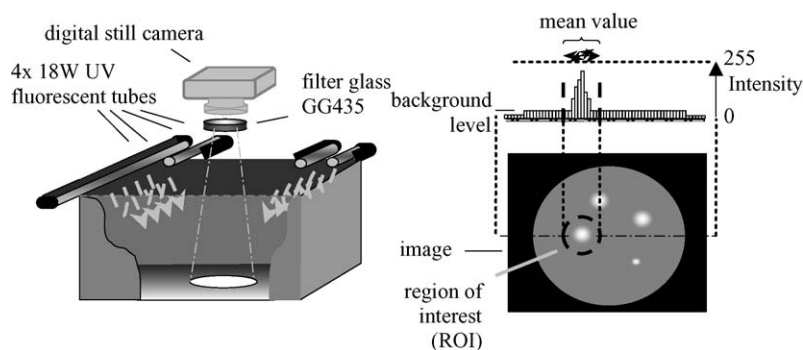 digital still camera
4x 18W UV
fluorescent tubes
filter glass
GG435
mean value
255
Intensity
background
level
0
image
region of
interest
(ROI)